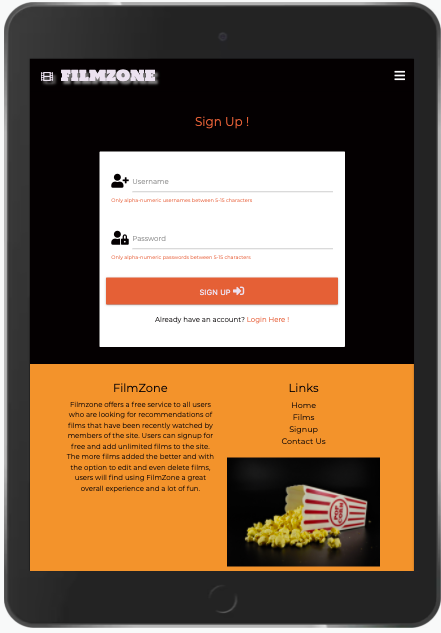 FILMZONE
Sign Up !
Username
Only alpha-numeric usernames between 5-15 characters
Password
Only alpha-numeric passwords between 5-15 characters
SIGN UP
Already have an account? Login Here !
FilmZone
Filmzone offers a free service to all users
who are looking for recommendations of
films that have been recently watched by
members of the site. Users can signup for
free and add unlimited films to the site.
The more films added the better and with
the option to edit and even delete films,
users will find using FilmZone a great
overall experience and a lot of fun.
Links
Home
Films
Signup
Contact Us
POP
CORN